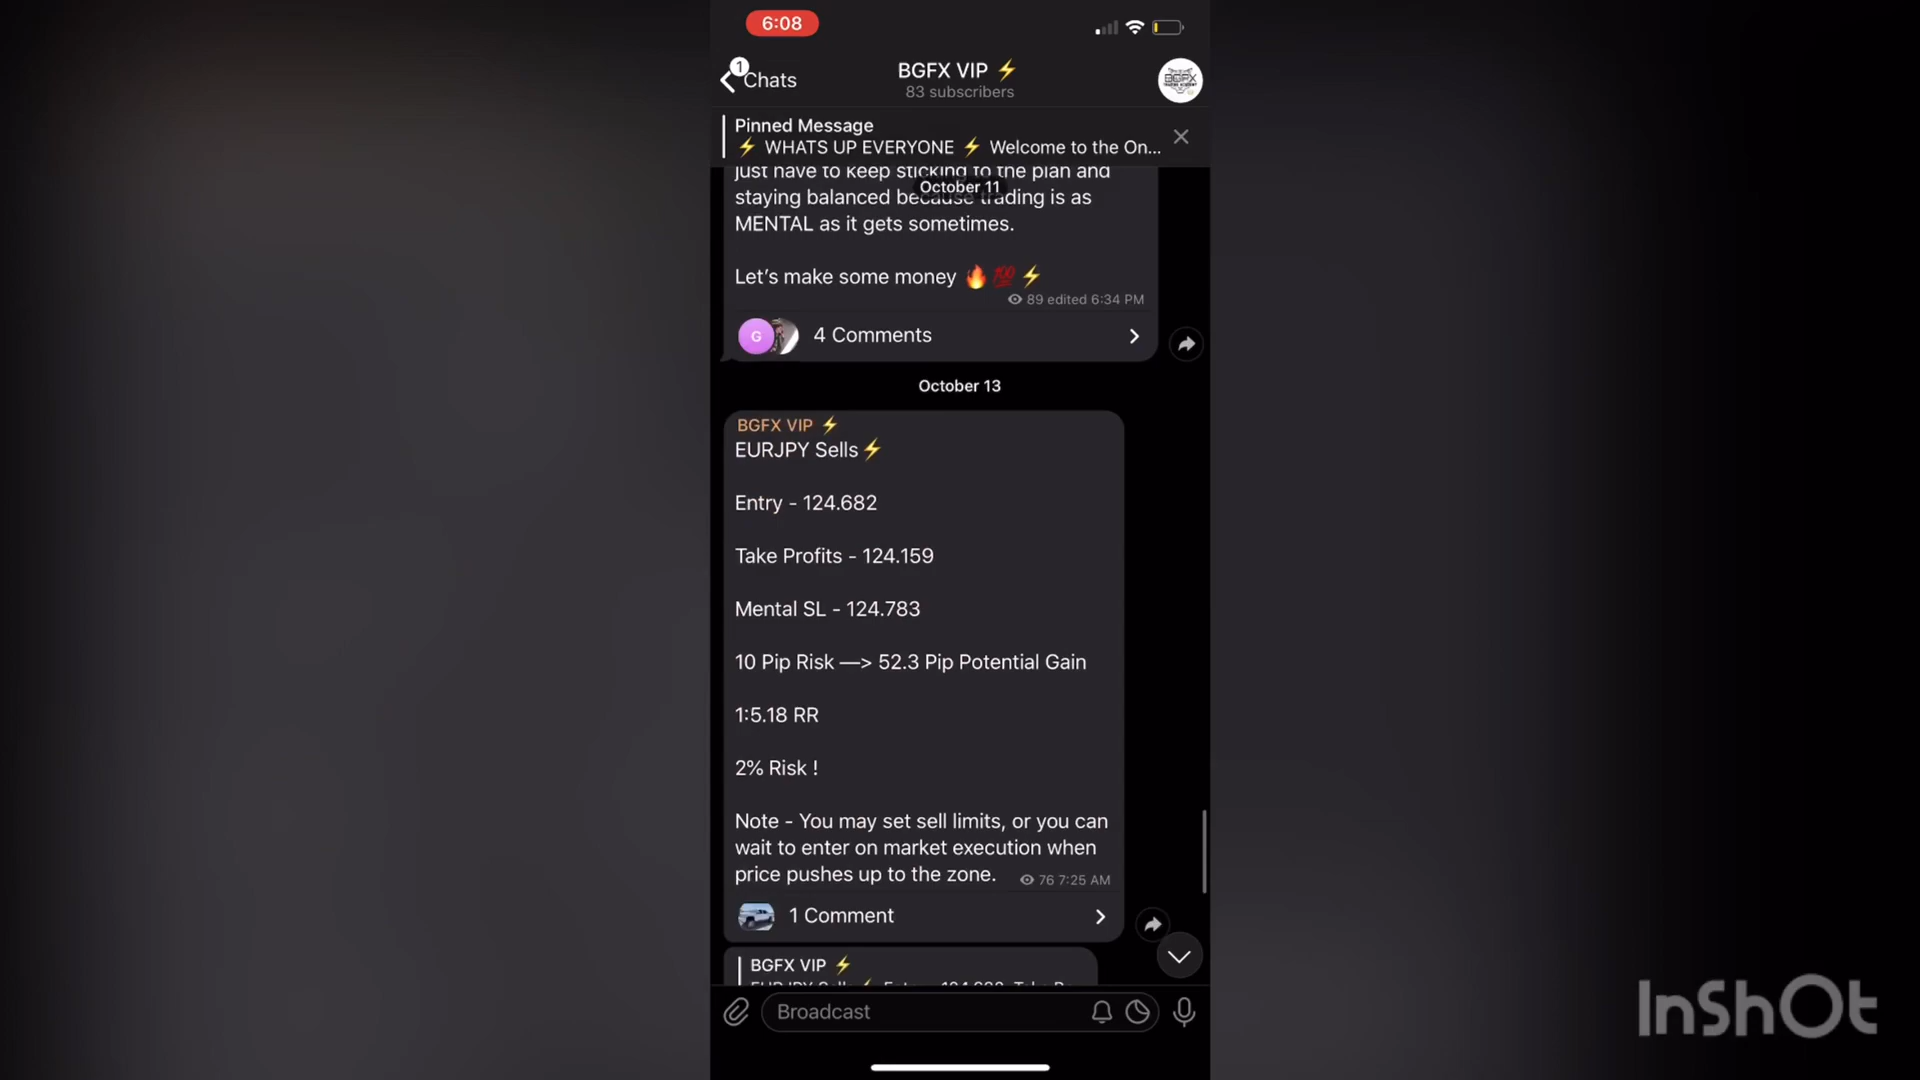 6:08
1
Chats
BGFX VIP ⚡
83 subscribers
BGFX
Pinned Message
⚡ WHATS UP EVERYONE ⚡ Welcome to the On...
just have to keep sticking to the plan and
October 11
staying balanced because trading is as
MENTAL as it gets sometimes.
Let's make some money 🔥💯⚡
89 edited 6:34 PM
G
4 Comments
October 13
BGFX VIP ⚡
EURJPY Sells⚡
Entry - 124.682
Take Profits - 124.159
Mental SL - 124.783
10 Pip Risk —> 52.3 Pip Potential Gain
1:5.18 RR
2% Risk !
Note - You may set sell limits, or you can
wait to enter on market execution when
price pushes up to the zone.
76 7:25 AM
1 Comment
BGFX VIP ⚡
Broadcast
InShOt